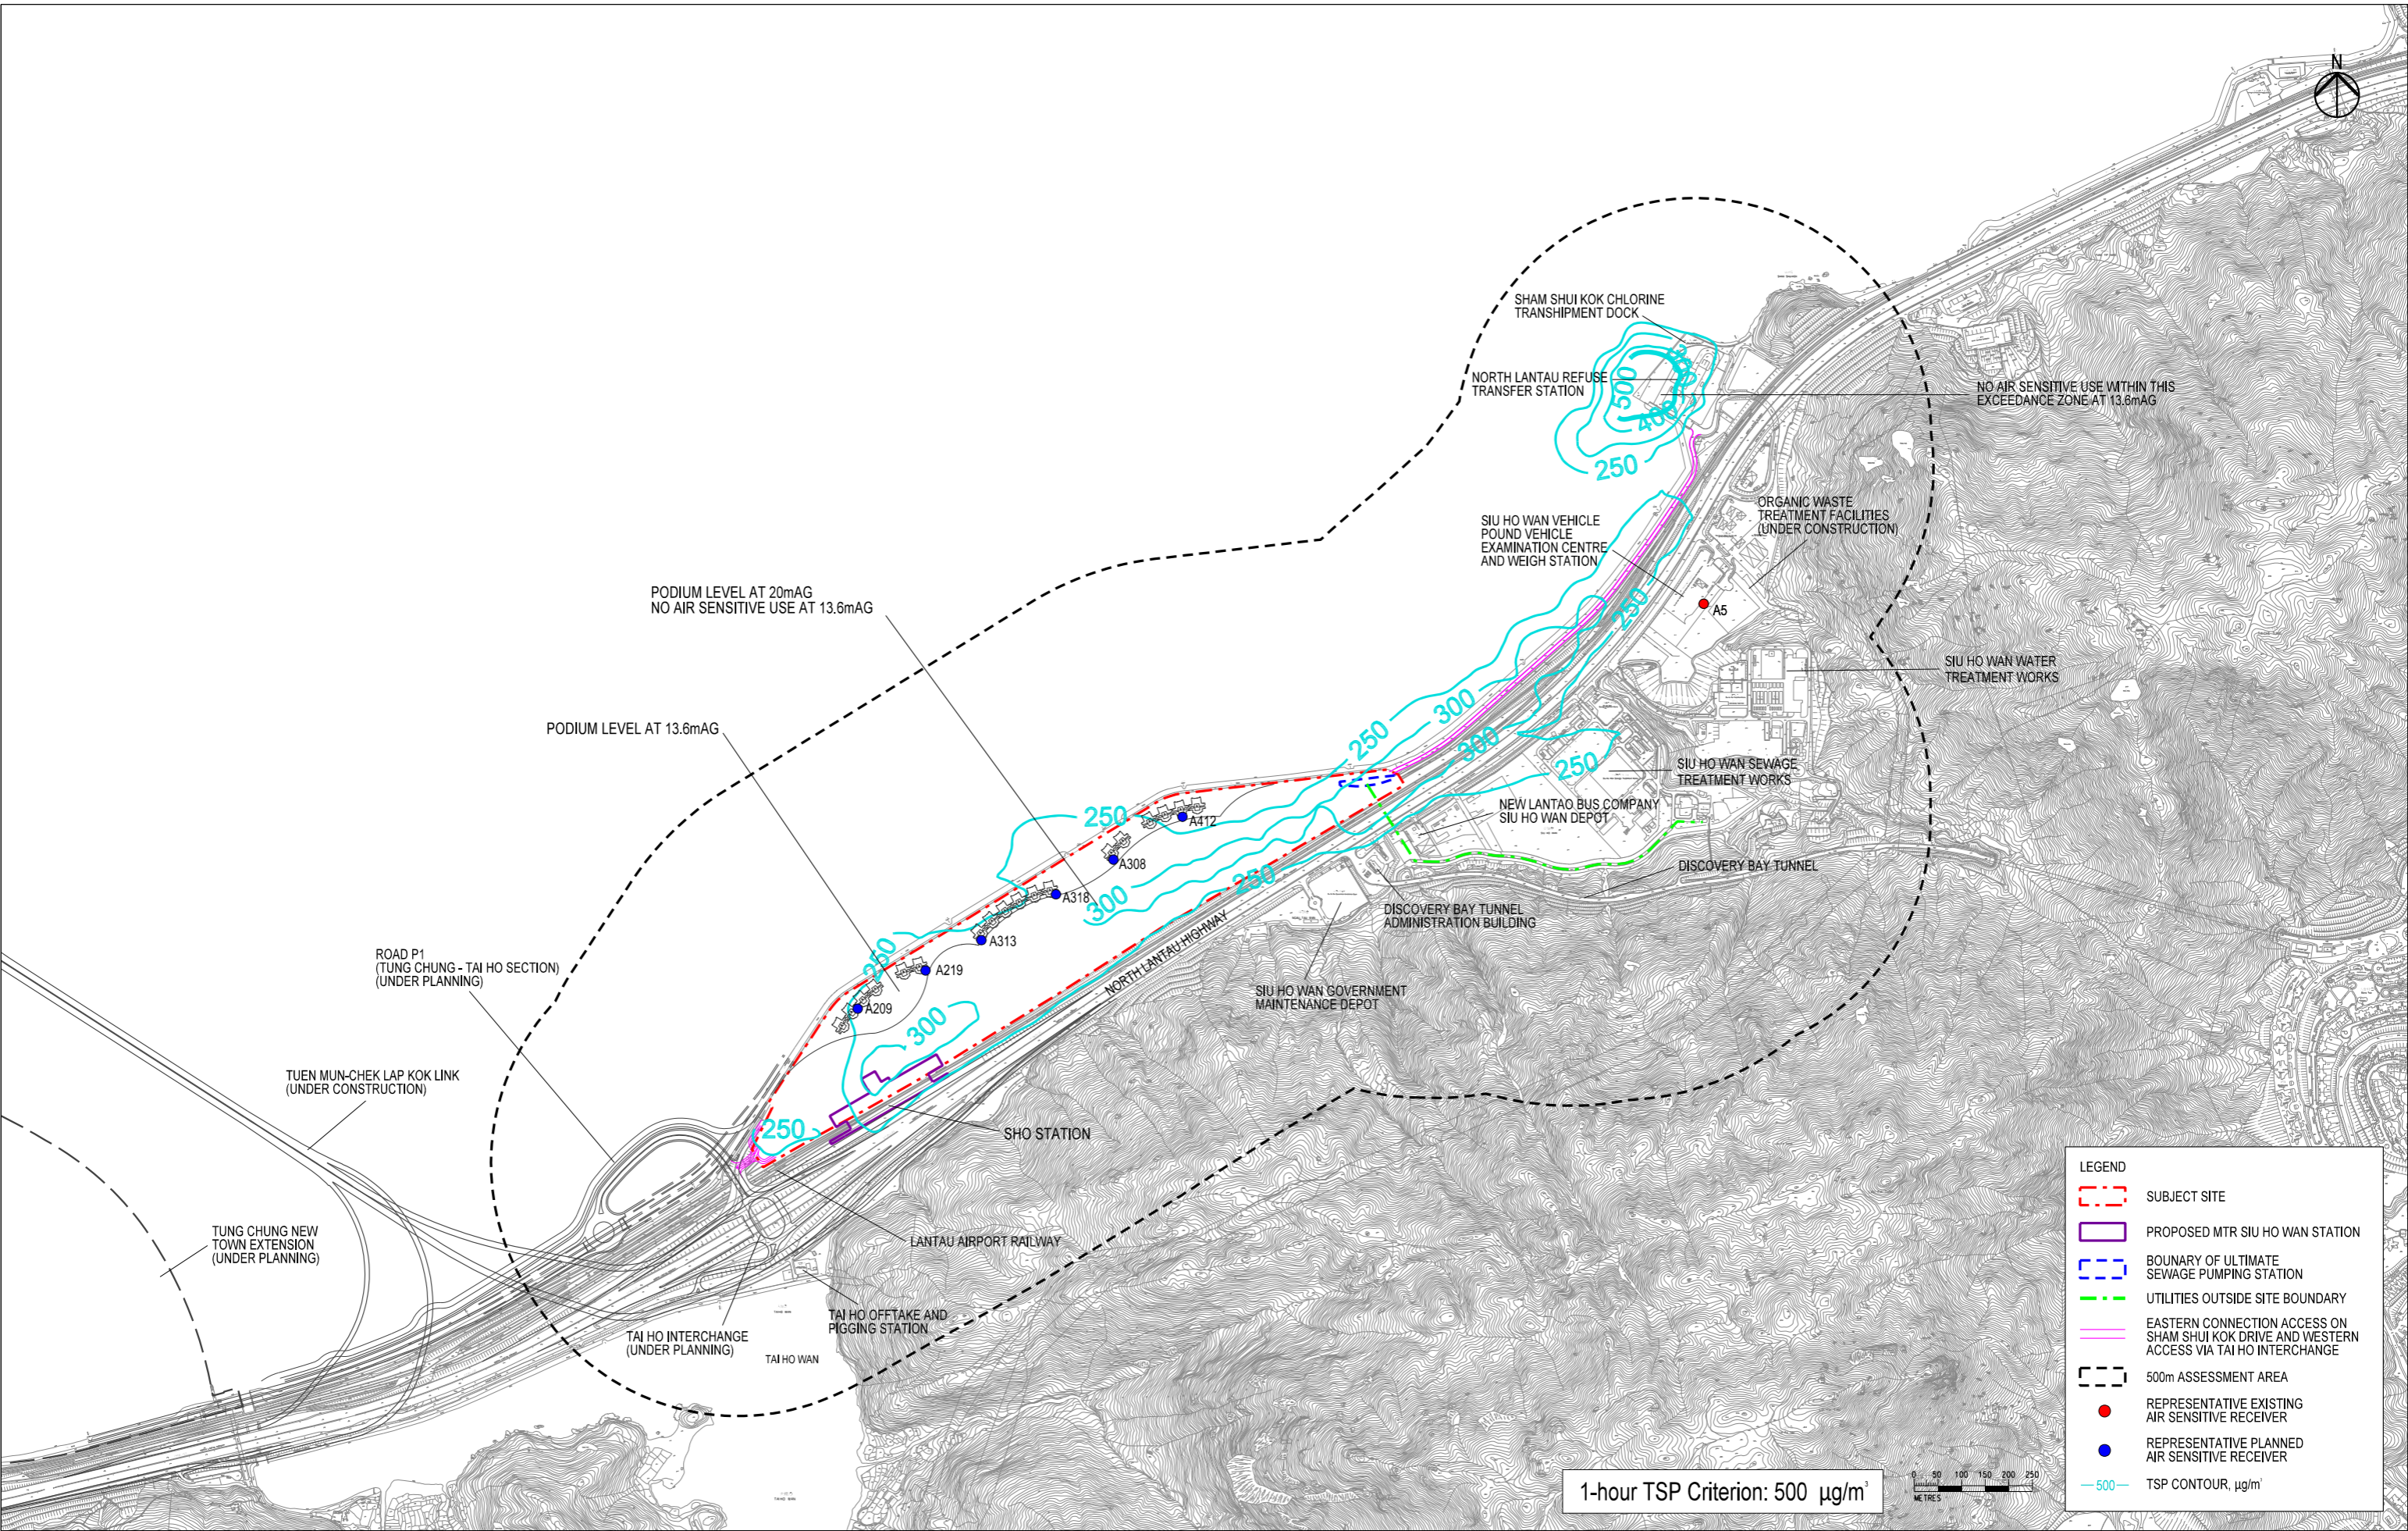 N
SHAM SHUI KOK CHLORINE
TRANSHIPMENT DOCK
NORTH LANTAU REFUSE
TRANSFER STATION
NO AIR SENSITIVE USE WITHIN THIS
EXCEEDANCE ZONE AT 13.6mAG
500
400
250
ORGANIC WASTE
TREATMENT FACILITIES
(UNDER CONSTRUCTION)
SIU HO WAN VEHICLE
POUND VEHICLE
EXAMINATION CENTRE
AND WEIGH STATION
A5
250
PODIUM LEVEL AT 20mAG
NO AIR SENSITIVE USE AT 13.6mAG
SIU HO WAN WATER
TREATMENT WORKS
PODIUM LEVEL AT 13.6mAG
300
250
300
250
SIU HO WAN SEWAGE
TREATMENT WORKS
NEW LANTAO BUS COMPANY
SIU HO WAN DEPOT
250
A412
A308
DISCOVERY BAY TUNNEL
250
A318
300
DISCOVERY BAY TUNNEL
ADMINISTRATION BUILDING
A313
NORTH LANTAU HIGHWAY
250
A219
ROAD P1
(TUNG CHUNG - TAI HO SECTION)
(UNDER PLANNING)
SIU HO WAN GOVERNMENT
MAINTENANCE DEPOT
A209
300
TUEN MUN-CHEK LAP KOK LINK
(UNDER CONSTRUCTION)
250
SHO STATION
TUNG CHUNG NEW
TOWN EXTENSION
(UNDER PLANNING)
LANTAU AIRPORT RAILWAY
TAI HO OFFTAKE AND
PIGGING STATION
TAI HO INTERCHANGE
(UNDER PLANNING)
TAI HO WAN
LEGEND
SUBJECT SITE
PROPOSED MTR SIU HO WAN STATION
BOUNARY OF ULTIMATE
SEWAGE PUMPING STATION
UTILITIES OUTSIDE SITE BOUNDARY
EASTERN CONNECTION ACCESS ON
SHAM SHUI KOK DRIVE AND WESTERN
ACCESS VIA TAI HO INTERCHANGE
500m ASSESSMENT AREA
REPRESENTATIVE EXISTING
AIR SENSITIVE RECEIVER
REPRESENTATIVE PLANNED
AIR SENSITIVE RECEIVER
500 TSP CONTOUR, µg/m³
1-hour TSP Criterion: 500 µg/m³
0 50 100 150 200 250
METRES